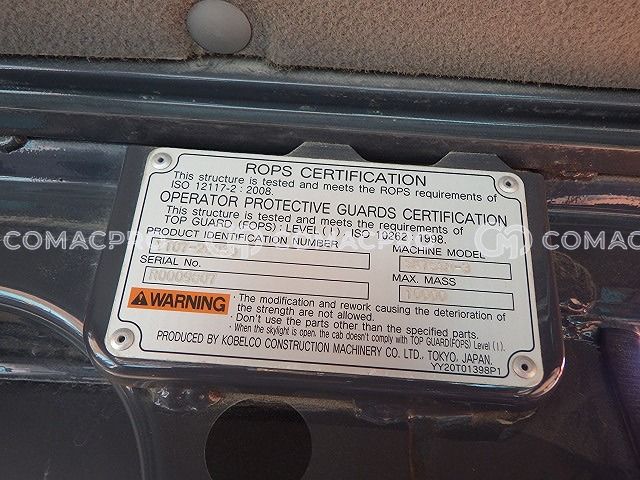 ROPS CERTIFICATION
This structure is tested and meets the ROPS requirements of
ISO 12117-2 : 2008.
OPERATOR PROTECTIVE GUARDS CERTIFICATION
This structure is tested and meets the requirements of
TOP GUARD (FOPS) : LEVEL (I) ISO 10262 : 1998.
PRODUCT IDENTIFICATION NUMBER
MACHINE MODEL
COMACPRO
SERIAL No.
MAX. MASS
WARNING
· The modification and rework causing the deterioration of
the strength are not allowed.
· Don't use the parts other than the specified parts.
· When the skylight is open, the cab doesn't comply with TOP GUARD(FOPS) Level ( I ).
PRODUCED BY KOBELCO CONSTRUCTION MACHINERY CO. LTD., TOKYO, JAPAN.
YY20T01398P1